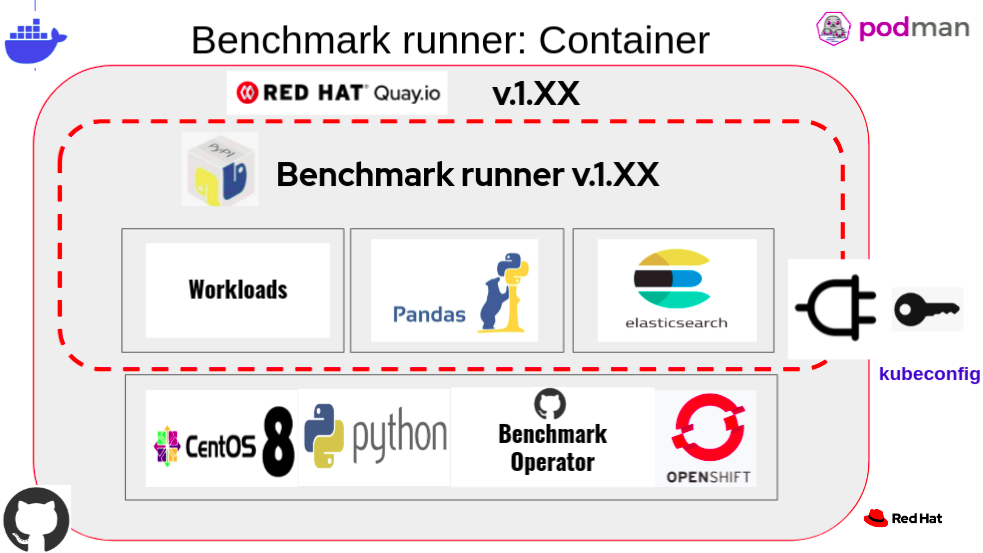 Benchmark runner: Container
podman
RED HAT® Quay.io
v.1.XX
PyPI
Benchmark runner v.1.XX
Workloads
Pandas
elasticsearch
kubeconfig
CentOS 8
python
Benchmark
Operator
OPENSHIFT
Red Hat